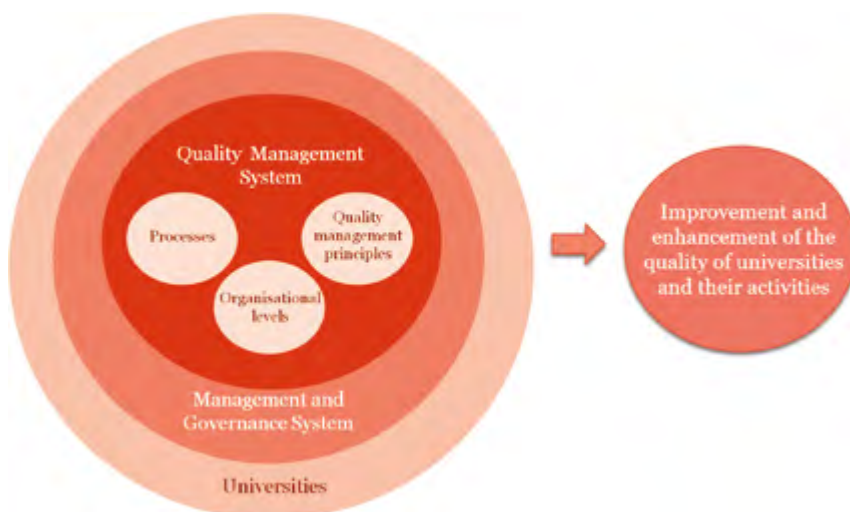 Quality Management
System
Processes
Quality
management
principles
Organisational
levels
Management and
Governance System
Universities
Improvement and
enhancement of the
quality of universities
and their activities